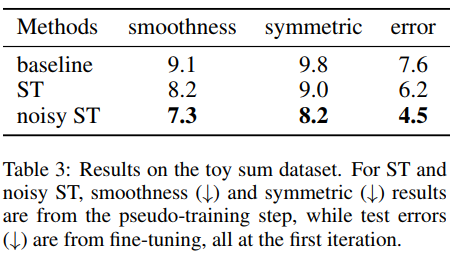 Methods smoothness symmetric error
baseline 9.1 9.8 7.6
ST 8.2 9.0 6.2
noisy ST 7.3 8.2 4.5
Table 3: Results on the toy sum dataset. For ST and
noisy ST, smoothness (↓) and symmetric (↓) results
are from the pseudo-training step, while test errors
(↓) are from fine-tuning, all at the first iteration.